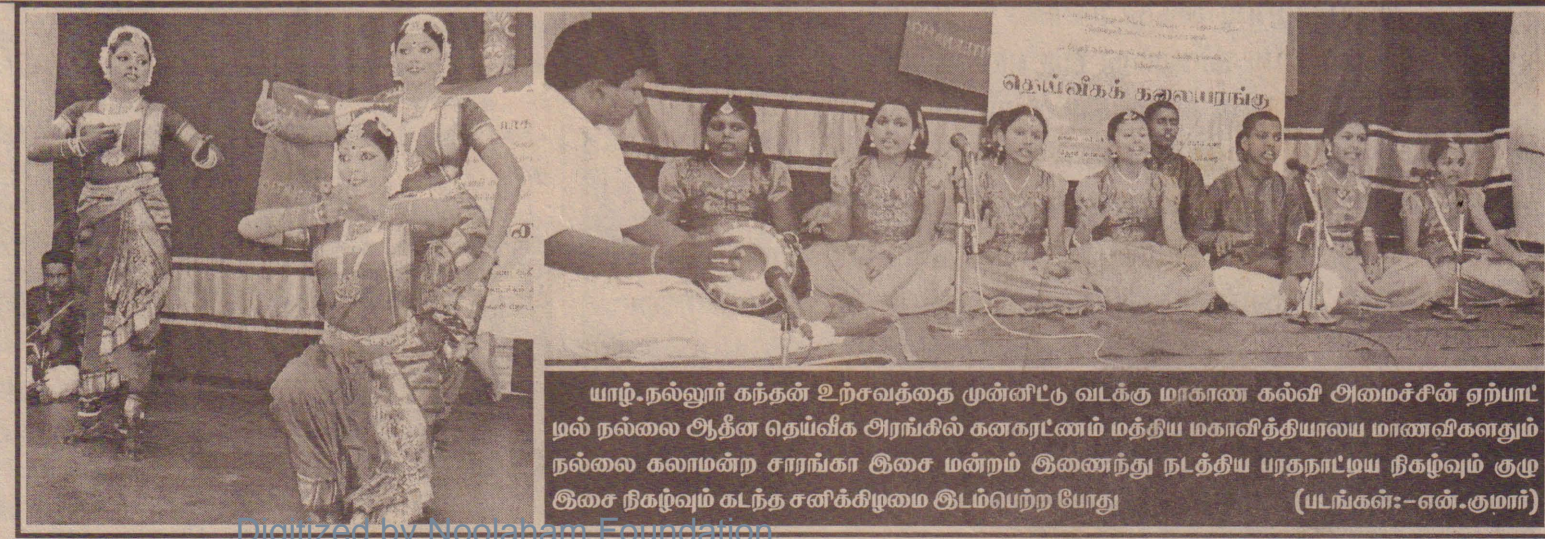 தெய்வீகக் கலையரங்கு
யாழ்.நல்லூர் கந்தன் உற்சவத்தை முன்னிட்டு வடக்கு மாகாண கல்வி அமைச்சின் ஏற்பாட்
டில் நல்லை ஆதீன தெய்வீக அரங்கில் கனகரட்ணம் மத்திய மகாவித்தியாலய மாணவிகளதும்
நல்லை கலாமன்ற சாரங்கா இசை மன்றம் இணைந்து நடத்திய பரதநாட்டிய நிகழ்வும் குழு
இசை நிகழ்வும் கடந்த சனிக்கிழமை இடம்பெற்ற போது (படங்கள்:-என்.குமார்)
Digitized by Noolaham Foundation